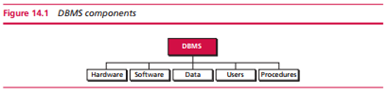 Figure 14.1 DBMS components
DBMS
Hardware Software Data Users Procedures